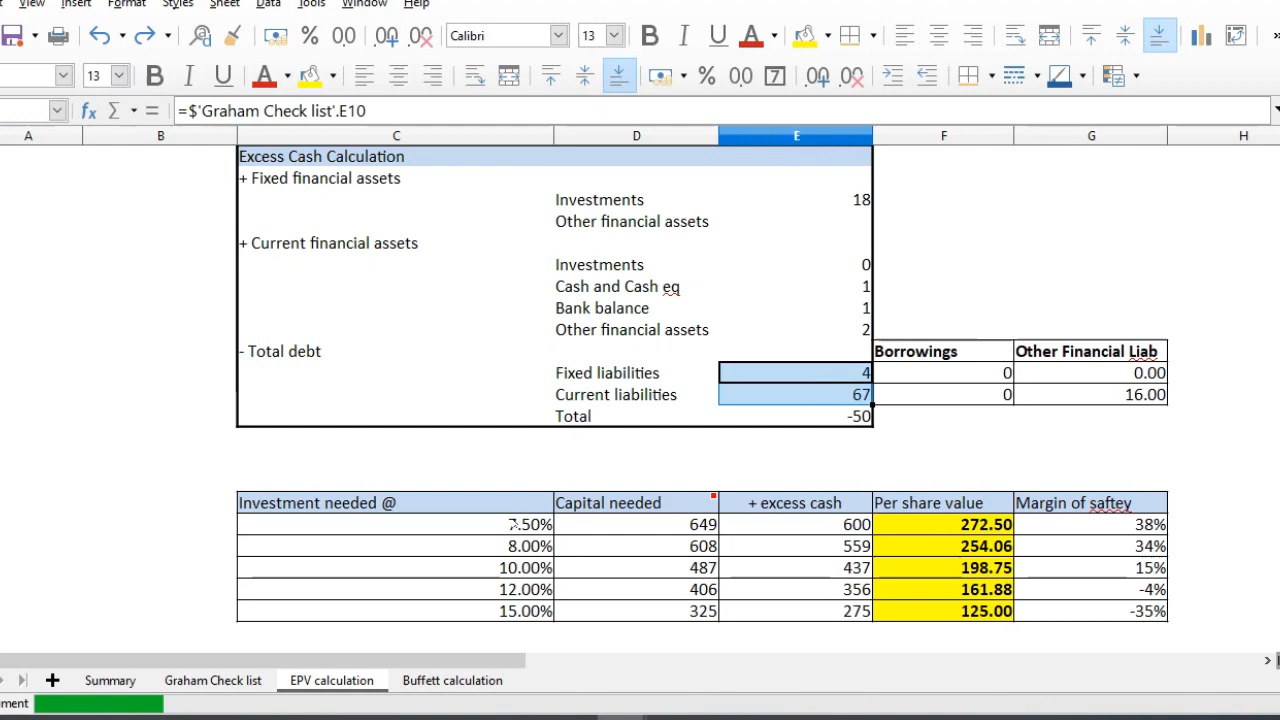 View Insert Format Styles Sheet Data Tools Window Help
Calibri 13
13
=$'Graham Check list'.E10
A B C D E F G H
Excess Cash Calculation
+ Fixed financial assets
Investments 18
Other financial assets
+ Current financial assets
Investments 0
Cash and Cash eq 1
Bank balance 1
Other financial assets 2
- Total debt Borrowings Other Financial Liab
Fixed liabilities 4 0 0.00
Current liabilities 67 0 16.00
Total -50
Investment needed @ Capital needed + excess cash Per share value Margin of saftey
7.50% 649 600 272.50 38%
8.00% 608 559 254.06 34%
10.00% 487 437 198.75 15%
12.00% 406 356 161.88 -4%
15.00% 325 275 125.00 -35%
Summary Graham Check list EPV calculation Buffett calculation
ment